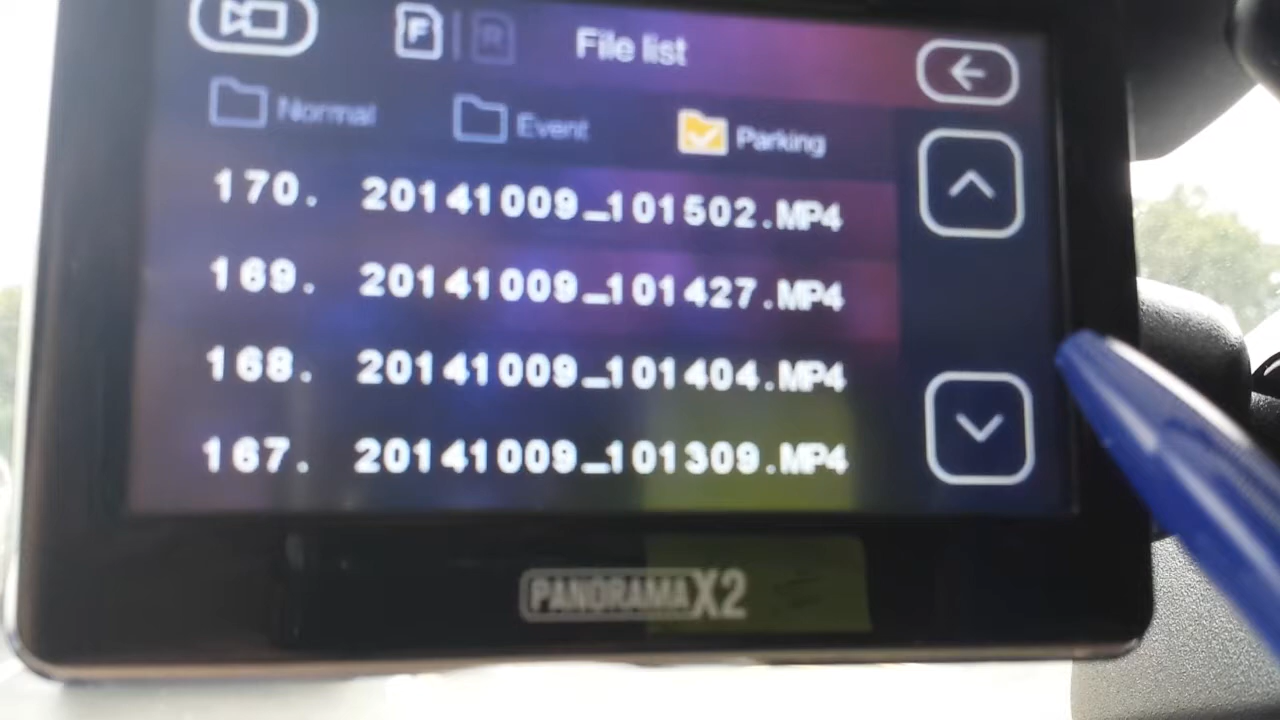 F | R File list
Normal Event Parking
170. 20141009_101502.MP4
169. 20141009_101427.MP4
168. 20141009_101404.MP4
167. 20141009_101309.MP4
PANORAMA X2